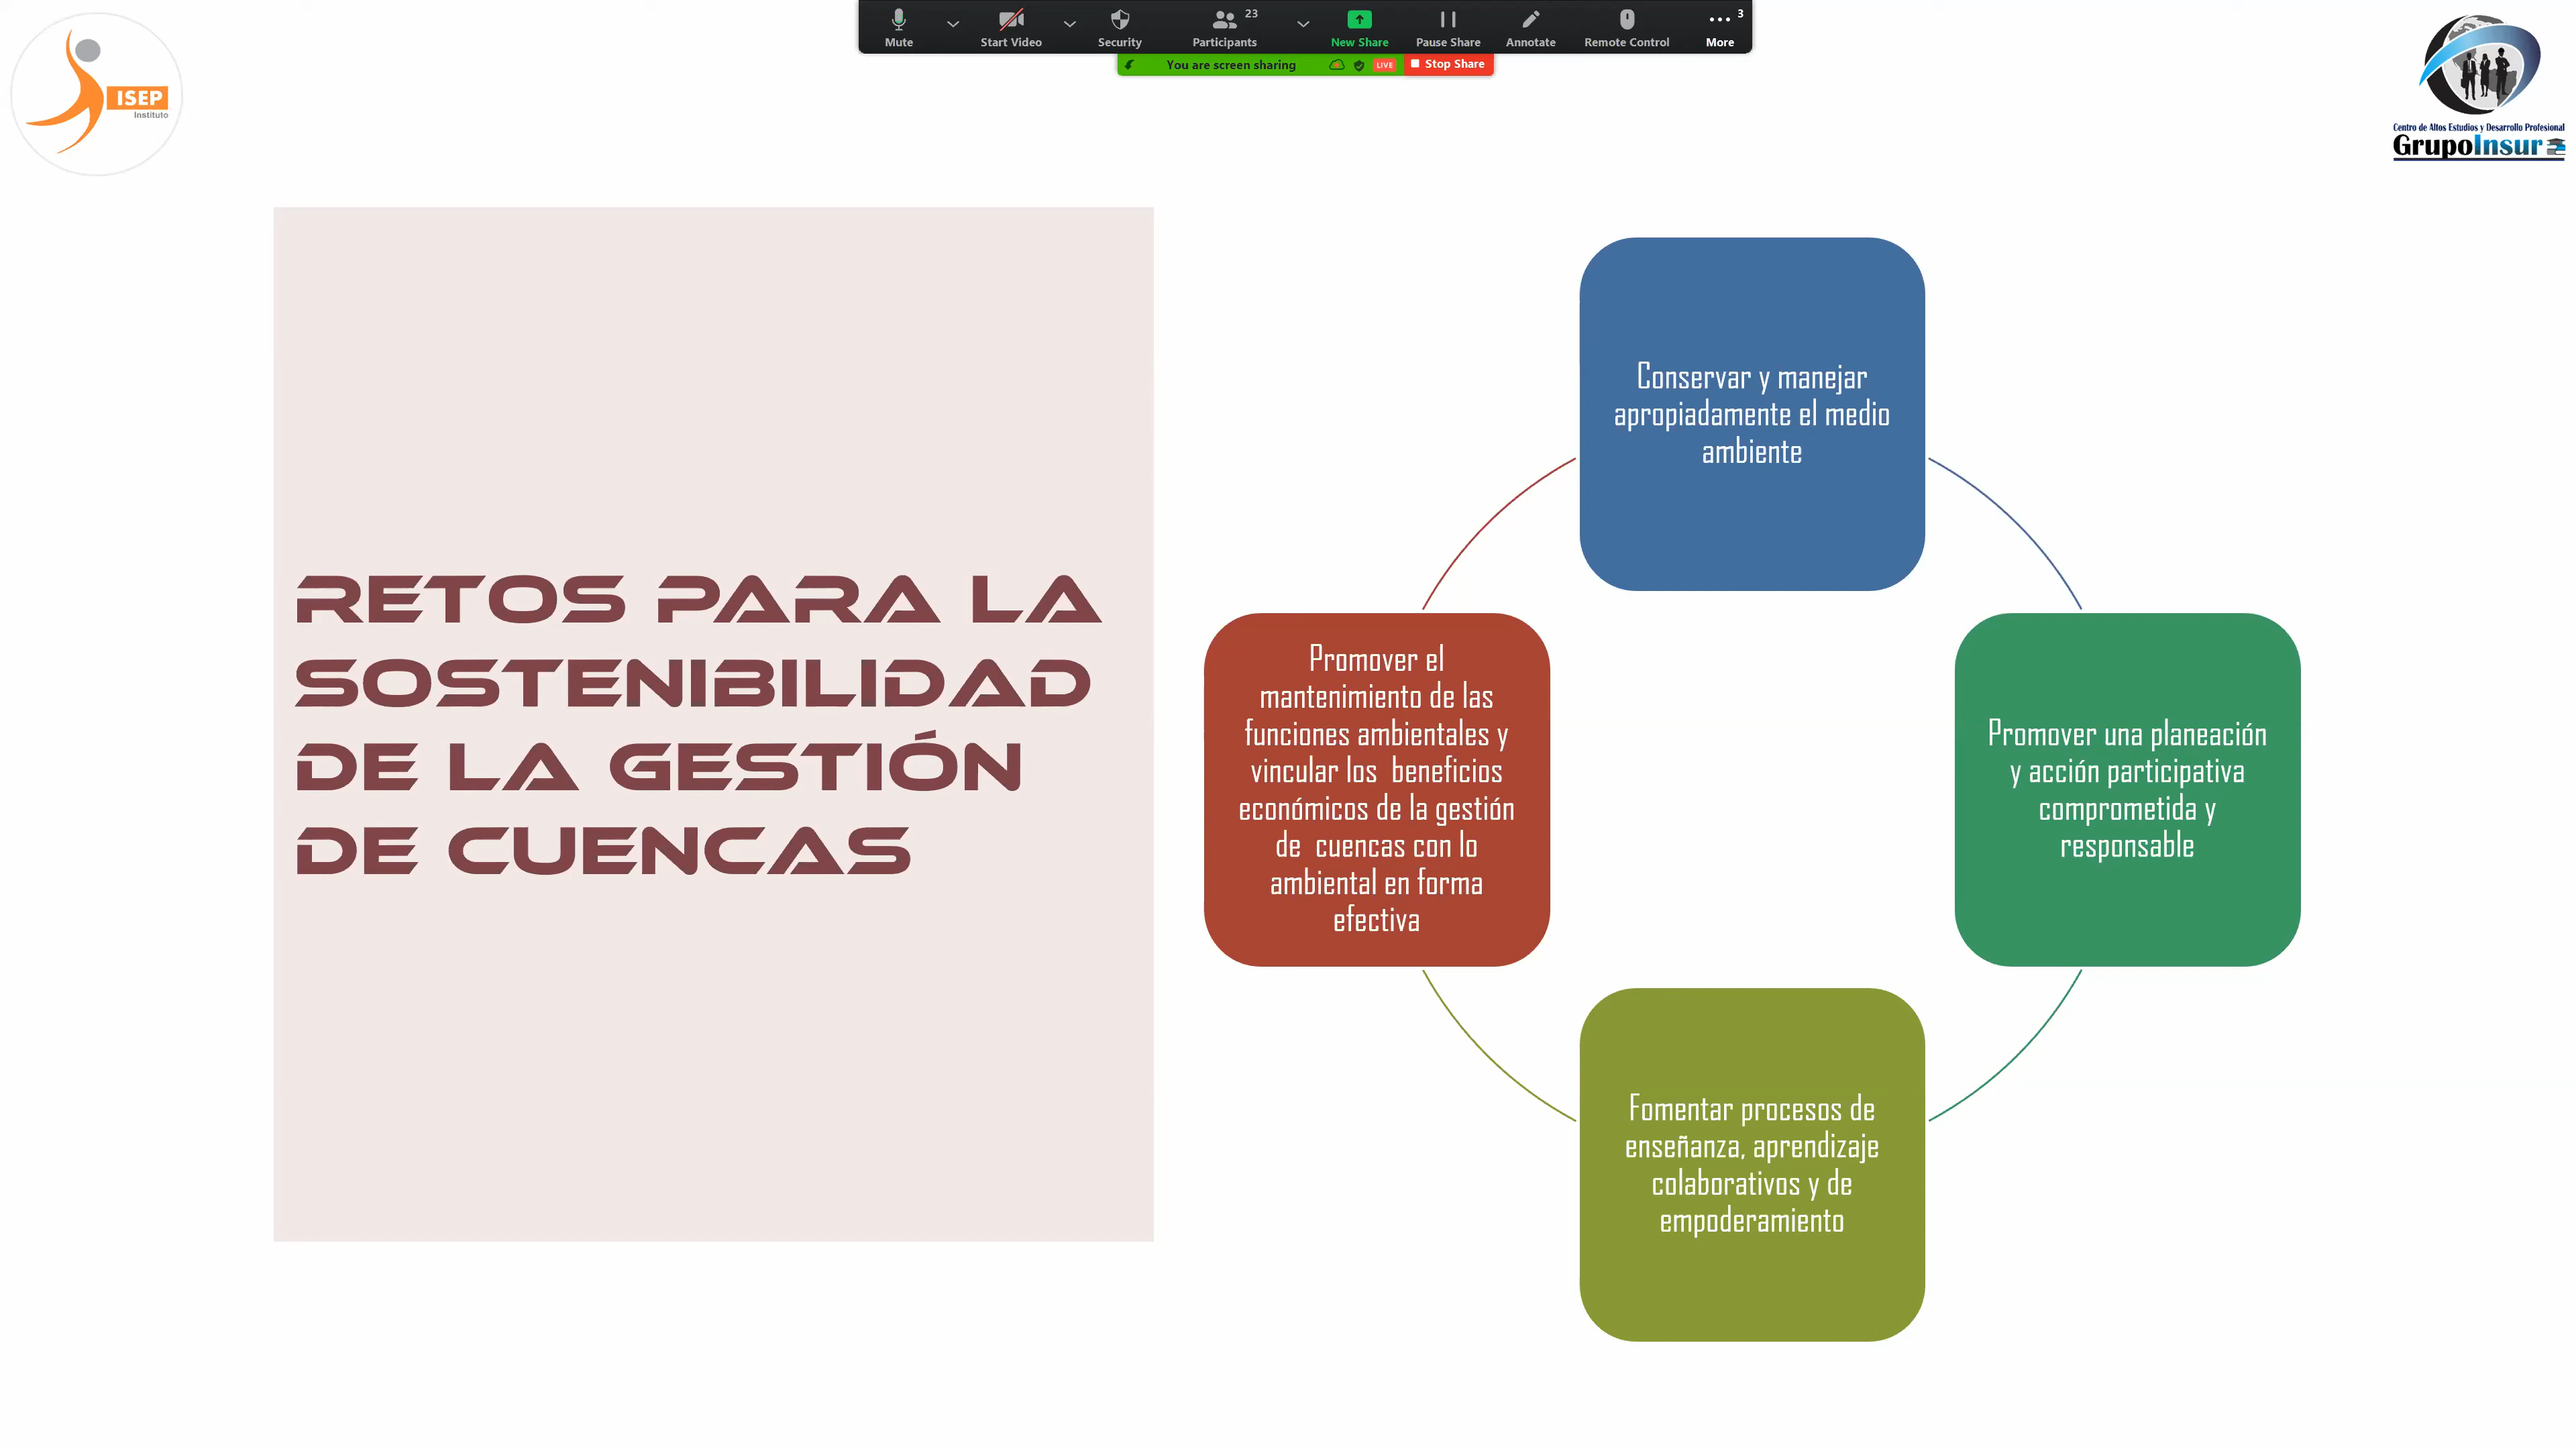 Mute
Start Video
Security
Participants
23
New Share
Pause Share
Annotate
Remote Control
More
3
You are screen sharing
LIVE
Stop Share
ISEP
Instituto
Centro de Altos Estudios y Desarrollo Profesional
GrupoInsur
RETOS PARA LA
SOSTENIBILIDAD
DE LA GESTIÓN
DE CUENCAS
Conservar y manejar
apropiadamente el medio
ambiente
Promover una planeación
y acción participativa
comprometida y
responsable
Fomentar procesos de
enseñanza, aprendizaje
colaborativos y de
empoderamiento
Promover el
mantenimiento de las
funciones ambientales y
vincular los  beneficios
económicos de la gestión
de  cuencas con lo
ambiental en forma
efectiva